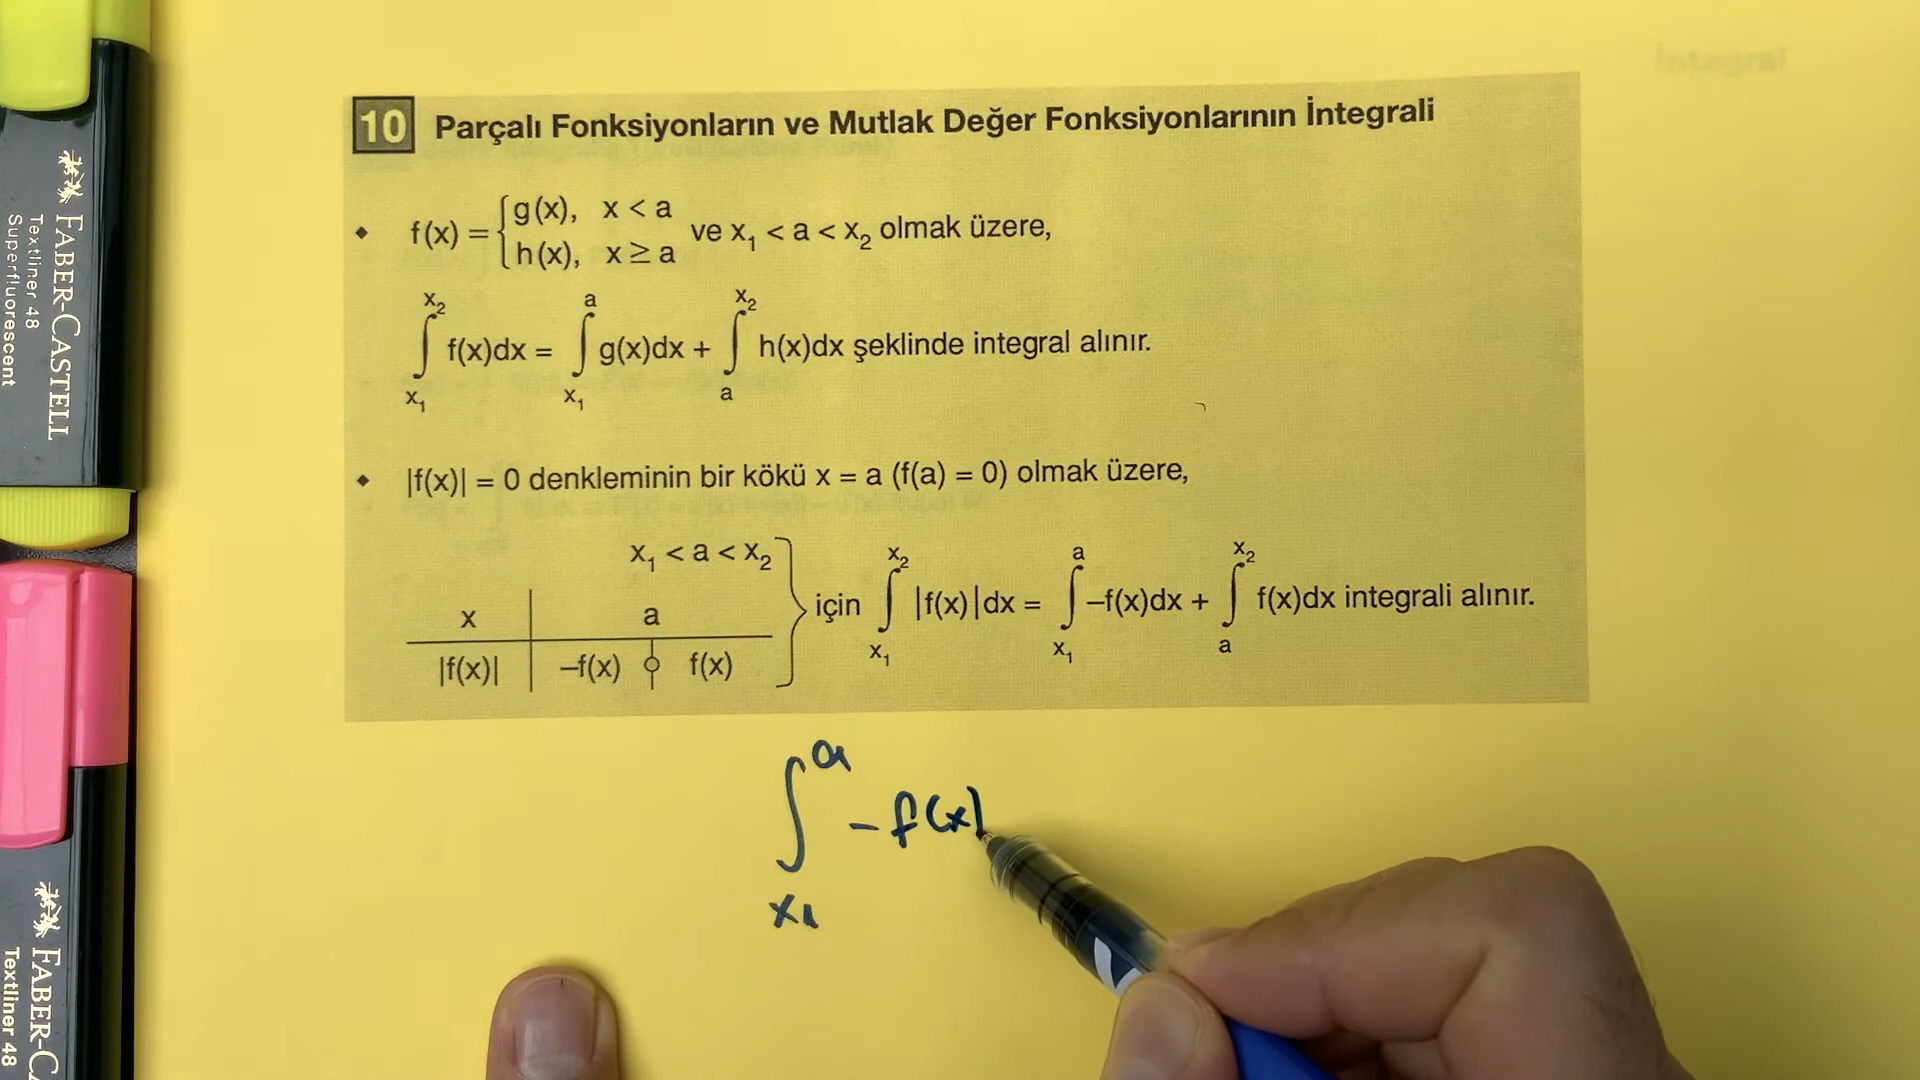 İntegral
10 Parçalı Fonksiyonların ve Mutlak Değer Fonksiyonlarının İntegrali
f(x) = { g(x), x < a
h(x), x ≥ a ve x₁ < a < x₂ olmak üzere,
∫_{x₁}^{x₂} f(x)dx = ∫_{x₁}^{a} g(x)dx + ∫_{a}^{x₂} h(x)dx şeklinde integral alınır.
|f(x)| = 0 denkleminin bir kökü x = a (f(a) = 0) olmak üzere,
x₁ < a < x₂
x a
|f(x)| –f(x) f(x)
} için ∫_{x₁}^{x₂} |f(x)|dx = ∫_{x₁}^{a} –f(x)dx + ∫_{a}^{x₂} f(x)dx integrali alınır.
∫_{x₁}^{a} - f(x)
FABER-CASTELL
Textliner 48
Superfluorescent
FABER-C
Textliner 48